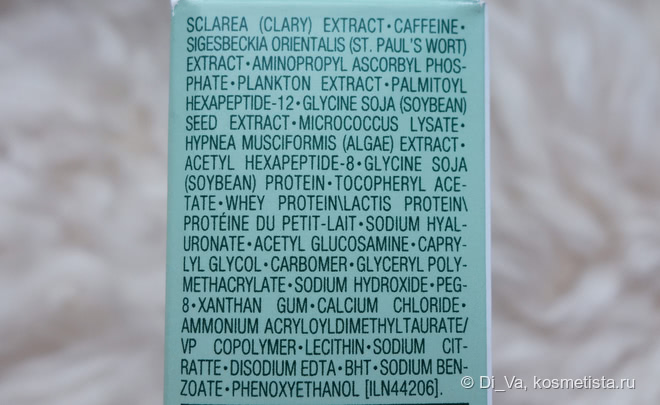 SCLAREA (CLARY) EXTRACT•CAFFEINE•
SIGESBECKIA ORIENTALIS (ST. PAUL'S WORT)
EXTRACT•AMINOPROPYL ASCORBYL PHOS-
PHATE•PLANKTON EXTRACT•PALMITOYL
HEXAPEPTIDE-12•GLYCINE SOJA (SOYBEAN)
SEED EXTRACT•MICROCOCCUS LYSATE•
HYPNEA MUSCIFORMIS (ALGAE) EXTRACT•
ACETYL HEXAPEPTIDE-8•GLYCINE SOJA
(SOYBEAN) PROTEIN•TOCOPHERYL ACE-
TATE•WHEY PROTEIN\LACTIS PROTEIN\
PROTÉINE DU PETIT-LAIT•SODIUM HYAL-
URONATE•ACETYL GLUCOSAMINE•CAPRY-
LYL GLYCOL•CARBOMER•GLYCERYL POLY-
METHACRYLATE•SODIUM HYDROXIDE•PEG-
8•XANTHAN GUM•CALCIUM CHLORIDE•
AMMONIUM ACRYLOYLDIMETHYLTAURATE/
VP COPOLYMER•LECITHIN•SODIUM CIT-
RATTE•DISODIUM EDTA•BHT•SODIUM BEN-
ZOATE•PHENOXYETHANOL [ILN44206].
© Di_Va, kosmetista.ru